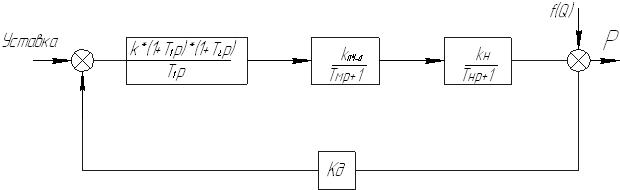 f(Q)
Уставка
P
k*(1+T₁p)*(1+T₂p)
T₁p
kпч-д
Tмp+1
kн
Tнp+1
Kд